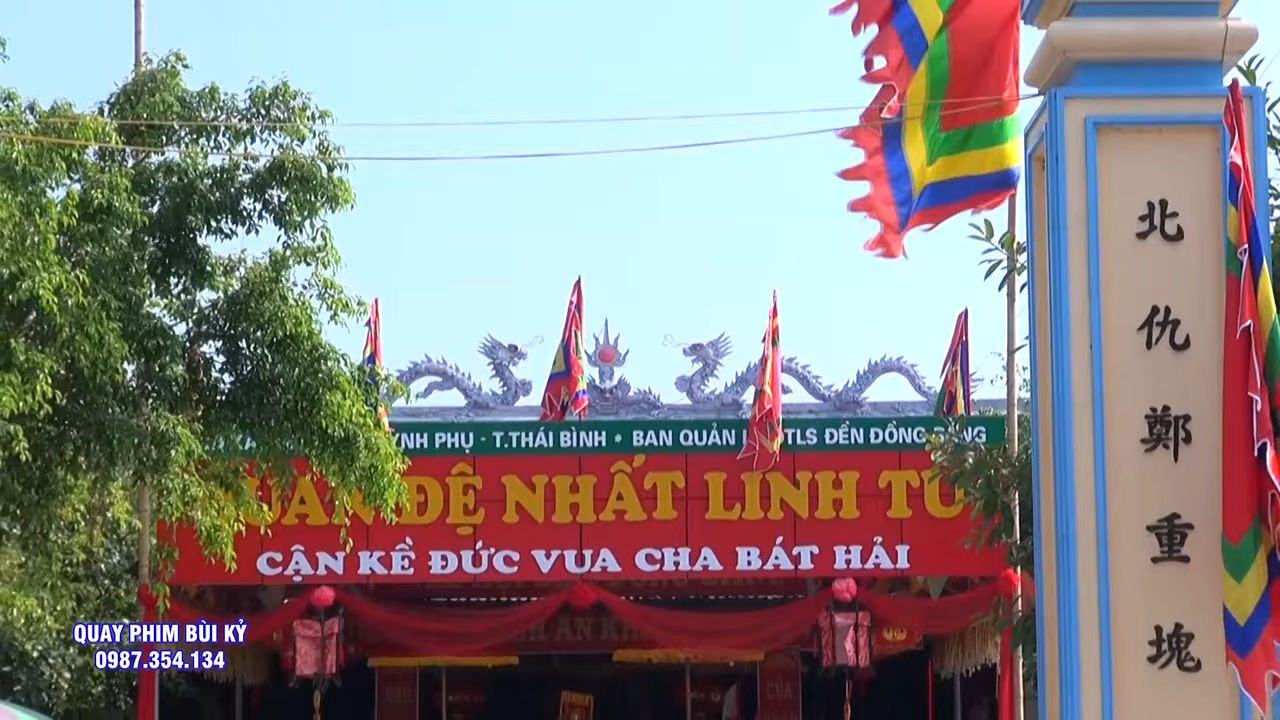 YNH PHỤ - T.THÁI BÌNH * BAN QUẢN TLS ĐỀN ĐỒNG
ĐỆ NHẤT LINH TỪ
CẬN KỀ ĐỨC VUA CHA BÁT HẢI
北
仇
鄭
重
塊
QUAY PHIM BÙI KỶ
0987.354.134